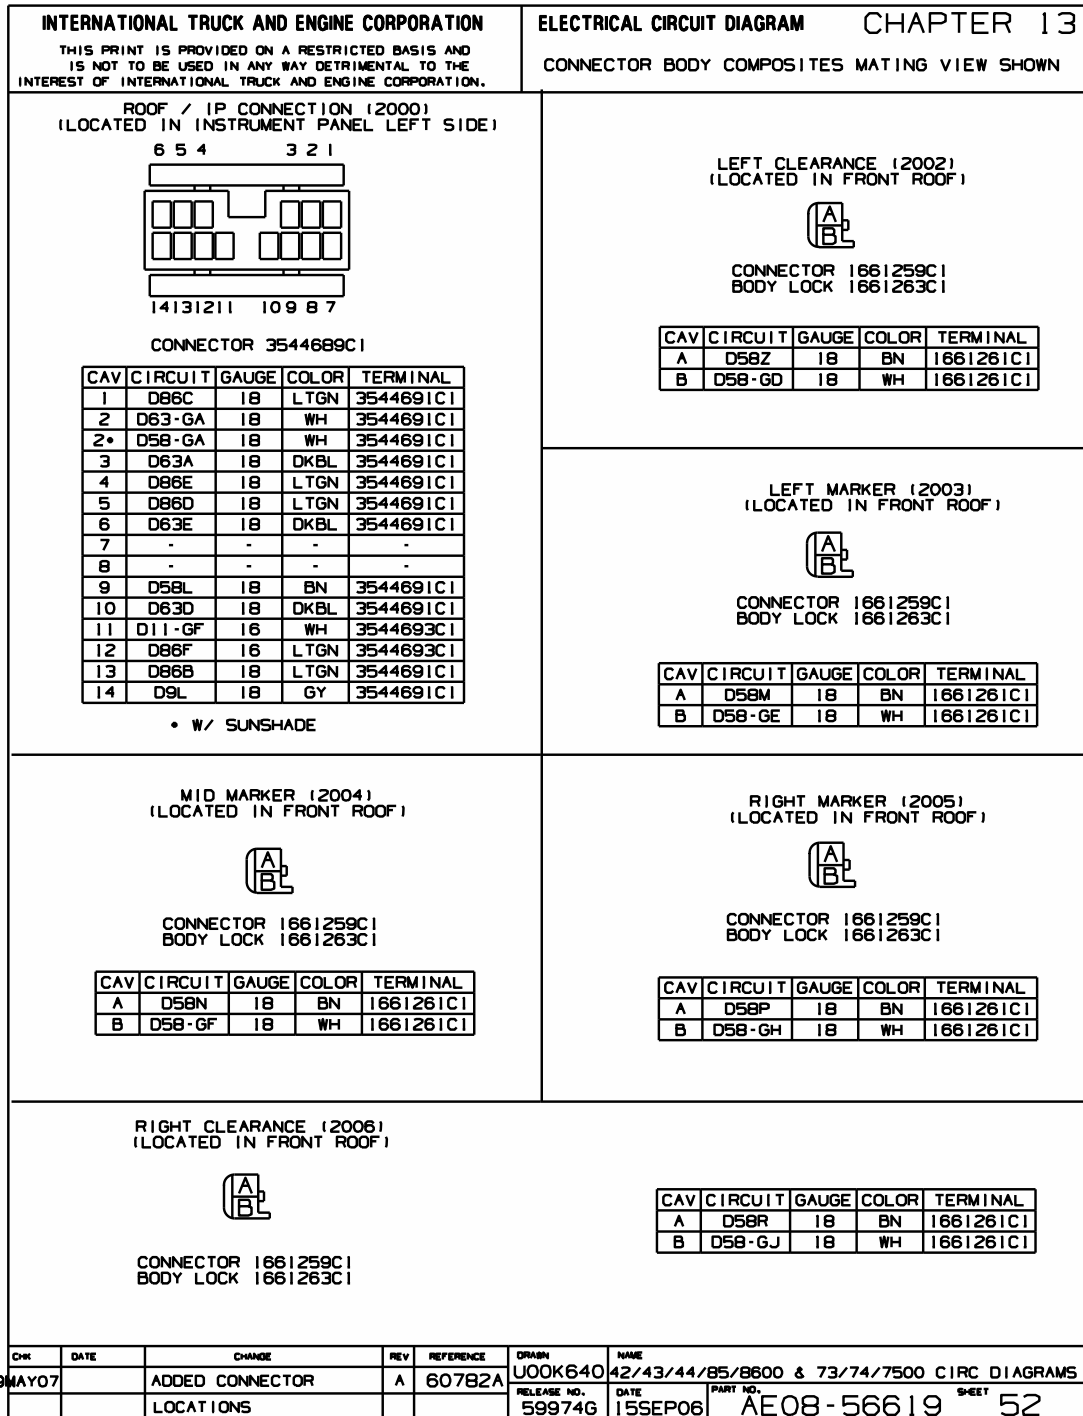 INTERNATIONAL TRUCK AND ENGINE CORPORATION
THIS PRINT IS PROVIDED ON A RESTRICTED BASIS AND
IS NOT TO BE USED IN ANY WAY DETRIMENTAL TO THE
INTEREST OF INTERNATIONAL TRUCK AND ENGINE CORPORATION.
ELECTRICAL CIRCUIT DIAGRAM CHAPTER 13
CONNECTOR BODY COMPOSITES MATING VIEW SHOWN
ROOF / IP CONNECTION (2000)
(LOCATED IN INSTRUMENT PANEL LEFT SIDE)
6 5 4 3 2 1
14131211 109 8 7
CONNECTOR 3544689C1
CAV CIRCUIT GAUGE COLOR TERMINAL
1 D86C 18 LTGN 3544691C1
2 D63-GA 18 WH 3544691C1
2• D58-GA 18 WH 3544691C1
3 D63A 18 DKBL 3544691C1
4 D86E 18 LTGN 3544691C1
5 D86D 18 LTGN 3544691C1
6 D63E 18 DKBL 3544691C1
7 - - - -
8 - - - -
9 D58L 18 BN 3544691C1
10 D63D 18 DKBL 3544691C1
11 D11-GF 16 WH 3544693C1
12 D86F 16 LTGN 3544693C1
13 D86B 18 LTGN 3544691C1
14 D9L 18 GY 3544691C1
• W/ SUNSHADE
LEFT CLEARANCE (2002)
(LOCATED IN FRONT ROOF)
A
B
CONNECTOR 1661259C1
BODY LOCK 1661263C1
CAV CIRCUIT GAUGE COLOR TERMINAL
A D58Z 18 BN 1661261C1
B D58-GD 18 WH 1661261C1
LEFT MARKER (2003)
(LOCATED IN FRONT ROOF)
A
B
CONNECTOR 1661259C1
BODY LOCK 1661263C1
CAV CIRCUIT GAUGE COLOR TERMINAL
A D58M 18 BN 1661261C1
B D58-GE 18 WH 1661261C1
MID MARKER (2004)
(LOCATED IN FRONT ROOF)
A
B
CONNECTOR 1661259C1
BODY LOCK 1661263C1
CAV CIRCUIT GAUGE COLOR TERMINAL
A D58N 18 BN 1661261C1
B D58-GF 18 WH 1661261C1
RIGHT MARKER (2005)
(LOCATED IN FRONT ROOF)
A
B
CONNECTOR 1661259C1
BODY LOCK 1661263C1
CAV CIRCUIT GAUGE COLOR TERMINAL
A D58P 18 BN 1661261C1
B D58-GH 18 WH 1661261C1
RIGHT CLEARANCE (2006)
(LOCATED IN FRONT ROOF)
A
B
CONNECTOR 1661259C1
BODY LOCK 1661263C1
CAV CIRCUIT GAUGE COLOR TERMINAL
A D58R 18 BN 1661261C1
B D58-GJ 18 WH 1661261C1
CHK DATE CHANGE REV REFERENCE
MAY07 ADDED CONNECTOR A 60782A
LOCATIONS
DRAWN NAME
U00K640 42/43/44/85/8600 & 73/74/7500 CIRC DIAGRAMS
RELEASE NO. DATE PART NO. SHEET
59974G 15SEP06 AE08-56619 52